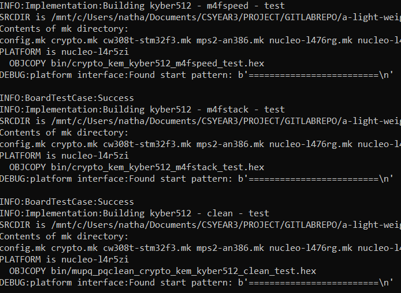 INFO:Implementation:Building kyber512 - m4fspeed - test
SRCDIR is /mnt/c/Users/natha/Documents/CSYEAR3/PROJECT/GITLABREPO/a-light-weig
Contents of mk directory:
config.mk crypto.mk cw308t-stm32f3.mk mps2-an386.mk nucleo-l476rg.mk nucleo-l4
PLATFORM is nucleo-l4r5zi
OBJCOPY bin/crypto_kem_kyber512_m4fspeed_test.hex
DEBUG:platform interface:Found start pattern: b'==========================\n'
INFO:BoardTestCase:Success
INFO:Implementation:Building kyber512 - m4fstack - test
SRCDIR is /mnt/c/Users/natha/Documents/CSYEAR3/PROJECT/GITLABREPO/a-light-weig
Contents of mk directory:
config.mk crypto.mk cw308t-stm32f3.mk mps2-an386.mk nucleo-l476rg.mk nucleo-l4
PLATFORM is nucleo-l4r5zi
OBJCOPY bin/crypto_kem_kyber512_m4fstack_test.hex
DEBUG:platform interface:Found start pattern: b'==========================\n'
INFO:BoardTestCase:Success
INFO:Implementation:Building kyber512 - clean - test
SRCDIR is /mnt/c/Users/natha/Documents/CSYEAR3/PROJECT/GITLABREPO/a-light-weig
Contents of mk directory:
config.mk crypto.mk cw308t-stm32f3.mk mps2-an386.mk nucleo-l476rg.mk nucleo-l4
PLATFORM is nucleo-l4r5zi
OBJCOPY bin/mupq_pqclean_crypto_kem_kyber512_clean_test.hex
DEBUG:platform interface:Found start pattern: b'==========================\n'